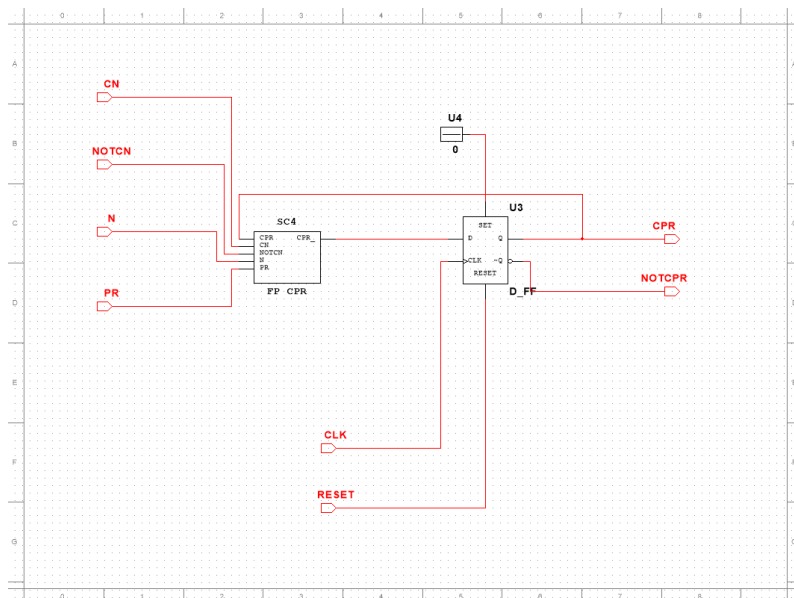 0 1 2 3 4 5 6 7 8
A
CN
U4
B
NOTCN
0
U3
N
SC4
C
CPR
SET
CPR CPR_
D Q
CN
NOTCN
N
CLK ~Q
PR
RESET
NOTCPR
PR
FP CPR
D_FF
D
E
CLK
F
RESET
G
0 1 2 3 4 5 6 7 8